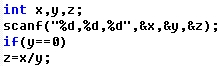 int x,y,z;
scanf("%d,%d,%d",&x,&y,&z);
if(y==0)
z=x/y;